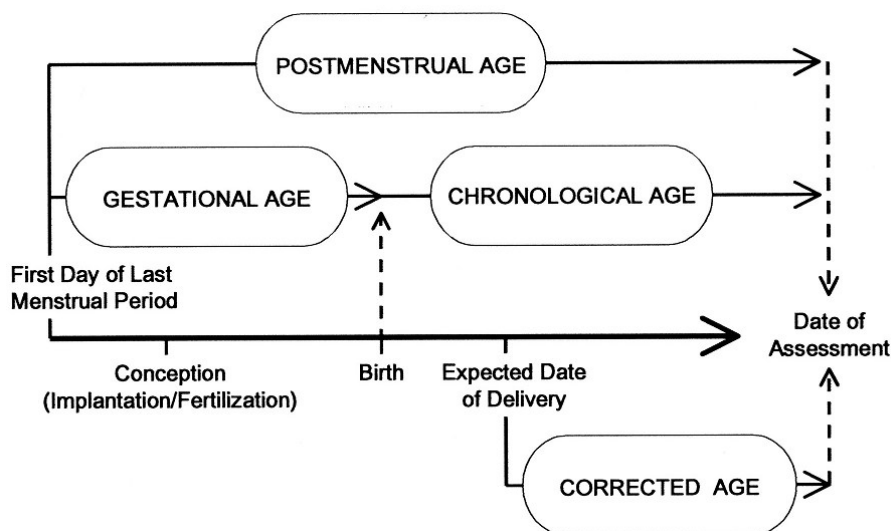 POSTMENSTRUAL AGE
GESTATIONAL AGE
CHRONOLOGICAL AGE
First Day of Last
Menstrual Period
Date of
Assessment
Conception
(Implantation/Fertilization)
Birth
Expected Date
of Delivery
CORRECTED AGE